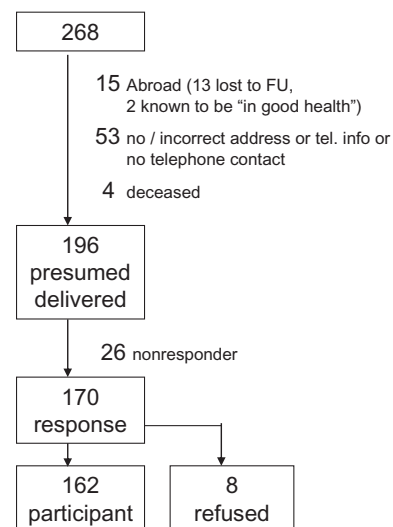 268
15 Abroad (13 lost to FU,
2 known to be “in good health”)
53 no / incorrect address or tel. info or
no telephone contact
4 deceased
196
presumed
delivered
26 nonresponder
170
response
162
participant
8
refused